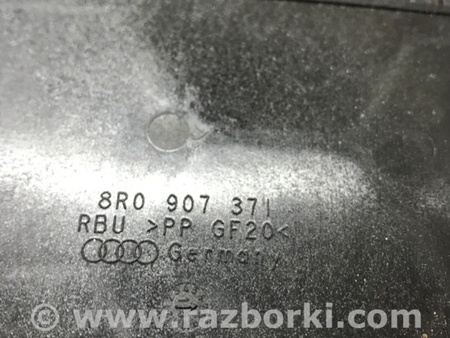 8R0 907 371
RBU >PP GF20<
Germany
© www.razborki.com